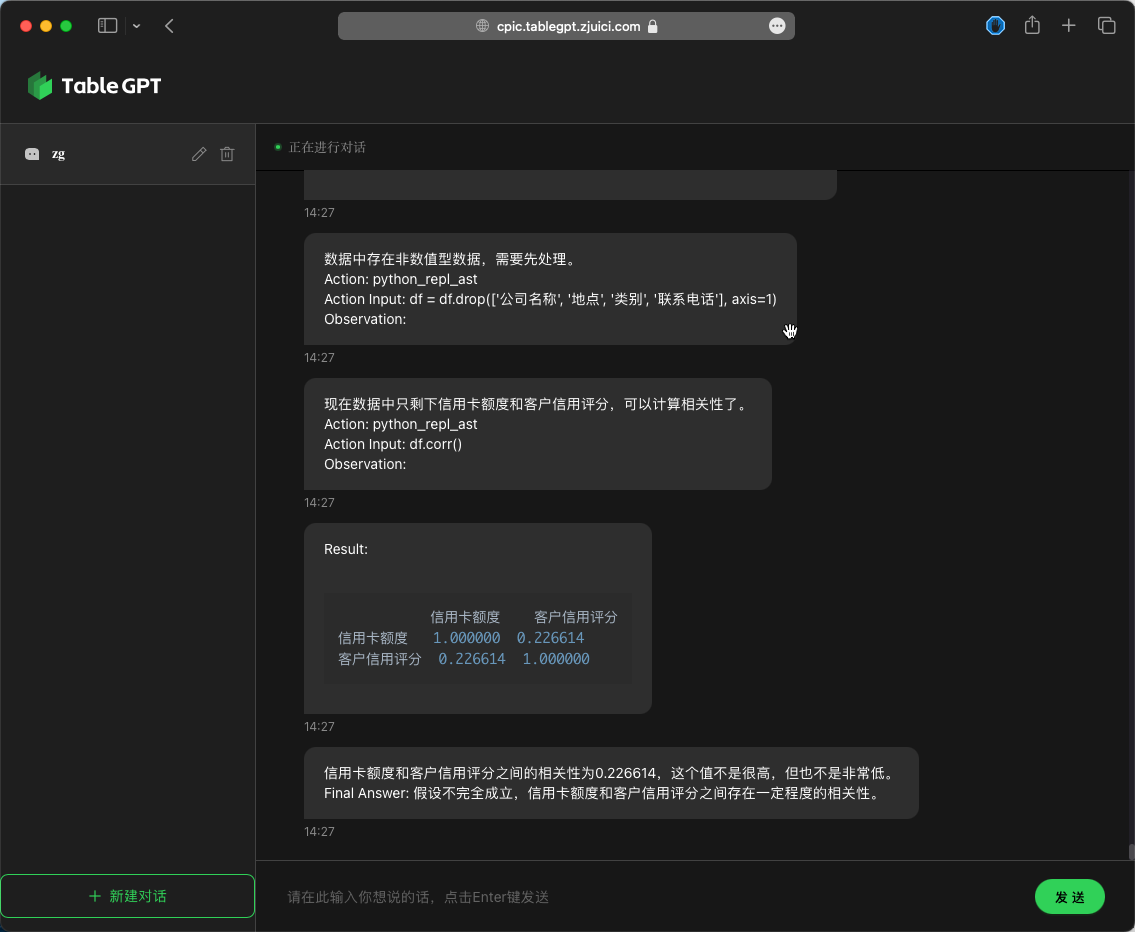 cpic.tablegpt.zjuici.com
TableGPT
zg
正在进行对话
14:27
数据中存在非数值型数据，需要先处理。
Action: python_repl_ast
Action Input: df = df.drop(['公司名称', '地点', '类别', '联系电话'], axis=1)
Observation:
14:27
现在数据中只剩下信用卡额度和客户信用评分，可以计算相关性了。
Action: python_repl_ast
Action Input: df.corr()
Observation:
14:27
Result:
信用卡额度 客户信用评分
信用卡额度 1.000000 0.226614
客户信用评分 0.226614 1.000000
14:27
信用卡额度和客户信用评分之间的相关性为0.226614，这个值不是很高，但也不是非常低。
Final Answer: 假设不完全成立，信用卡额度和客户信用评分之间存在一定程度的相关性。
14:27
+ 新建对话
请在此输入你想说的话，点击Enter键发送
发 送